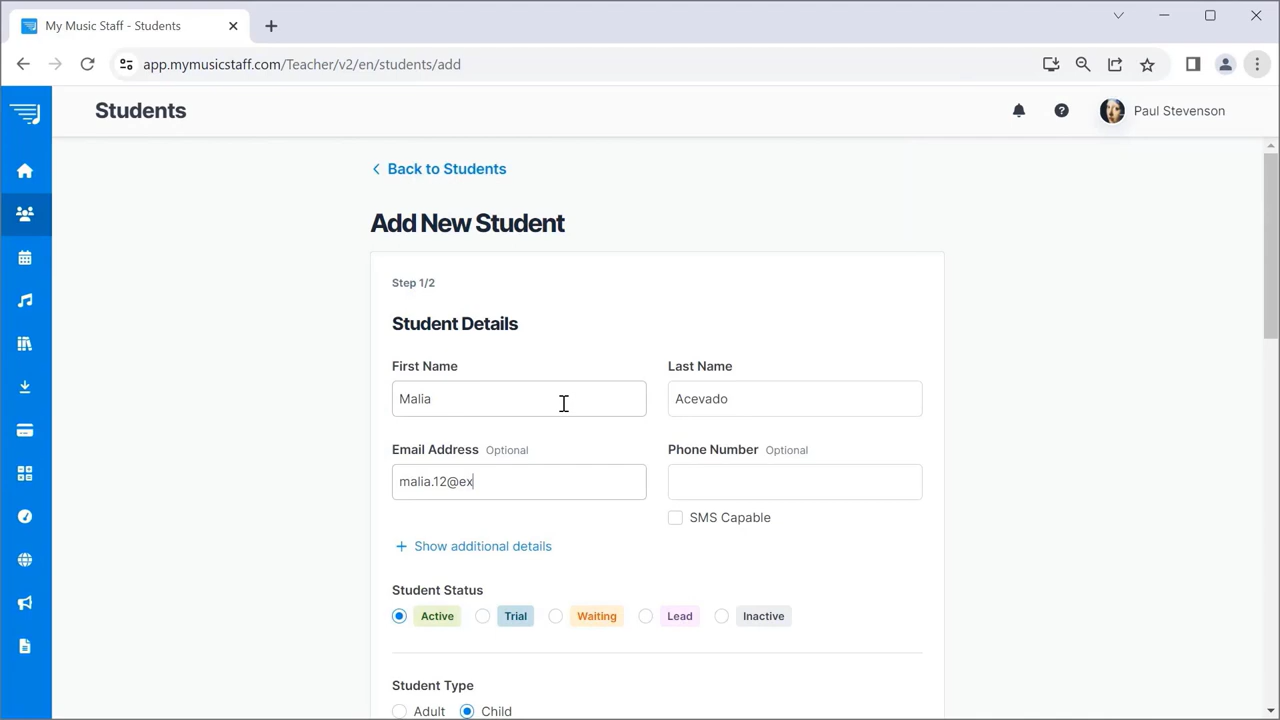 My Music Staff - Students
app.mymusicstaff.com/Teacher/v2/en/students/add
Students
Paul Stevenson
Back to Students
Add New Student
Step 1/2
Student Details
First Name
Last Name
Malia
Acevado
Email Address Optional
Phone Number Optional
malia.12@ex
SMS Capable
+ Show additional details
Student Status
Active Trial Waiting Lead Inactive
Student Type
Adult Child